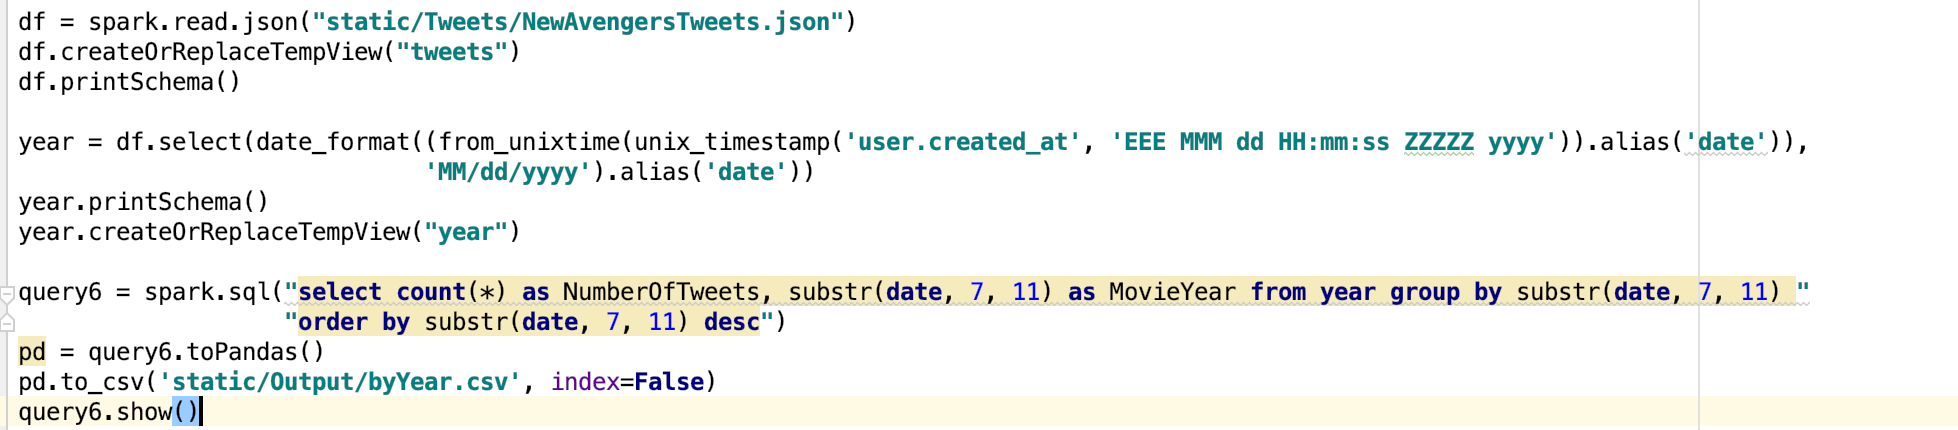 df = spark.read.json("static/Tweets/NewAvengersTweets.json")
df.createOrReplaceTempView("tweets")
df.printSchema()
year = df.select(date_format((from_unixtime(unix_timestamp('user.created_at', 'EEE MMM dd HH:mm:ss ZZZZZ yyyy')).alias('date')),
'MM/dd/yyyy').alias('date'))
year.printSchema()
year.createOrReplaceTempView("year")
query6 = spark.sql("select count(*) as NumberOfTweets, substr(date, 7, 11) as MovieYear from year group by substr(date, 7, 11) "
"order by substr(date, 7, 11) desc")
pd = query6.toPandas()
pd.to_csv('static/Output/byYear.csv', index=False)
query6.show()